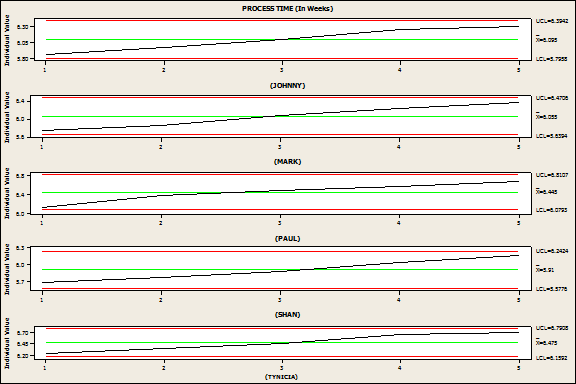 PROCESS TIME (In Weeks)
Individual Value
6.30
6.05
5.80
1 2 3 4 5
UCL=6.3942
X=6.095
LCL=5.7958
(JOHNNY)
Individual Value
6.4
6.0
5.6
1 2 3 4 5
UCL=6.4706
X=6.055
LCL=5.6394
(MARK)
Individual Value
6.8
6.4
6.0
1 2 3 4 5
UCL=6.8107
X=6.445
LCL=6.0793
(PAUL)
Individual Value
6.3
6.0
5.7
1 2 3 4 5
UCL=6.2424
X=5.91
LCL=5.5776
(SHAN)
Individual Value
6.70
6.45
6.20
1 2 3 4 5
UCL=6.7908
X=6.475
LCL=6.1592
(TYNICIA)